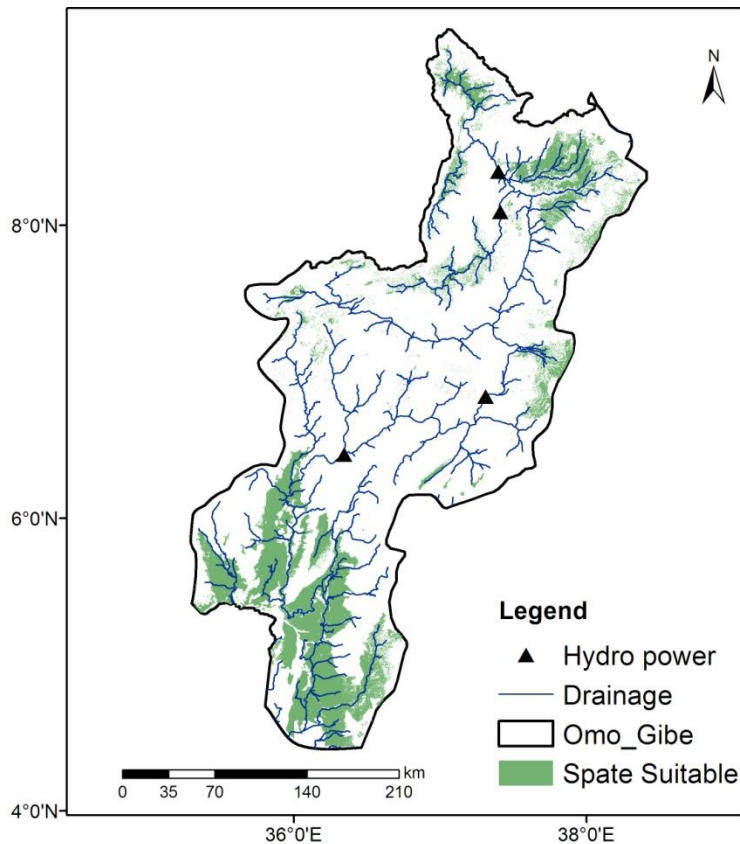 N
8°0'N
6°0'N
4°0'N
36°0'E
38°0'E
Legend
Hydro power
Drainage
Omo_Gibe
Spate Suitable
km
0 35 70 140 210